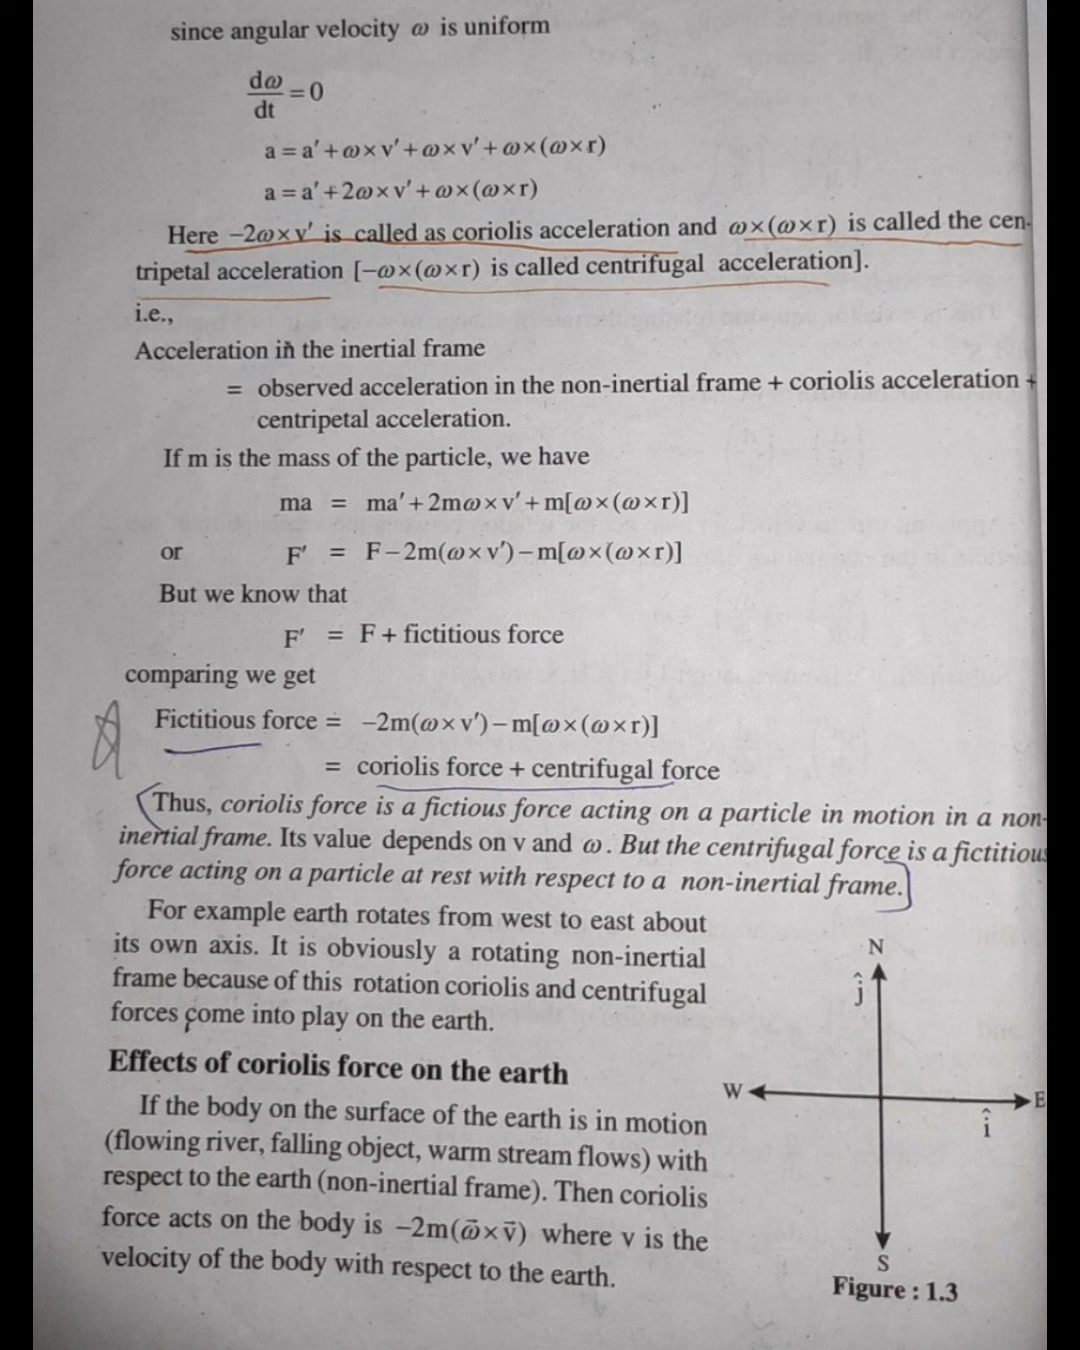 since angular velocity ω is uniform
dω/dt = 0
a = a′ + ω × v′ + ω × v′ + ω × (ω × r)
a = a′ + 2ω × v′ + ω × (ω × r)
Here −2ω × v′ is called as coriolis acceleration and ω × (ω × r) is called the cen-
tripetal acceleration [−ω × (ω × r) is called centrifugal acceleration].
i.e.,
Acceleration in the inertial frame
= observed acceleration in the non-inertial frame + coriolis acceleration +
centripetal acceleration.
If m is the mass of the particle, we have
ma = ma′ + 2mω × v′ + m[ω × (ω × r)]
or F′ = F − 2m(ω × v′) − m[ω × (ω × r)]
But we know that
F′ = F + fictitious force
comparing we get
Fictitious force = −2m(ω × v′) − m[ω × (ω × r)]
= coriolis force + centrifugal force
Thus, coriolis force is a fictious force acting on a particle in motion in a non-
inertial frame. Its value depends on v and ω. But the centrifugal force is a fictitious
force acting on a particle at rest with respect to a non-inertial frame.
For example earth rotates from west to east about
its own axis. It is obviously a rotating non-inertial
frame because of this rotation coriolis and centrifugal
forces come into play on the earth.
Effects of coriolis force on the earth
If the body on the surface of the earth is in motion
(flowing river, falling object, warm stream flows) with
respect to the earth (non-inertial frame). Then coriolis
force acts on the body is −2m(ω⃗ × v⃗) where v is the
velocity of the body with respect to the earth.
N
ĵ
W E
î
S
Figure : 1.3